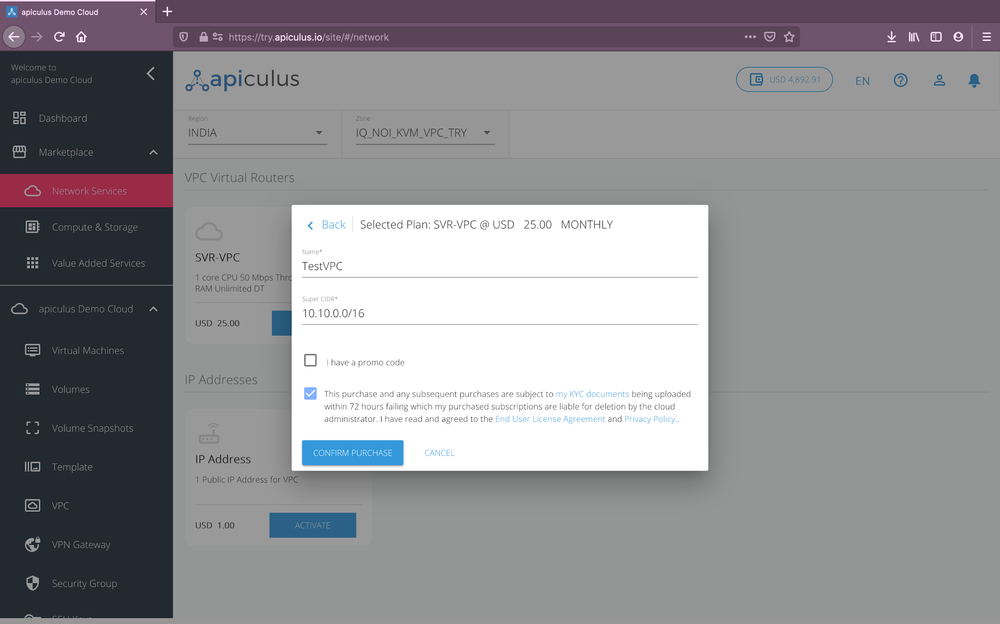 apiculus Demo Cloud
https://try.apiculus.io/site/#/network
Welcome to
apiculus Demo Cloud
Dashboard
Marketplace
Network Services
Compute & Storage
Value Added Services
apiculus Demo Cloud
Virtual Machines
Volumes
Volume Snapshots
Template
VPC
VPN Gateway
Security Group
apiculus
USD 4,892.91
EN
Region
INDIA
Zone
IQ_NOI_KVM_VPC_TRY
VPC Virtual Routers
SVR-VPC
1 core CPU 50 Mbps
RAM Unlimited DT
USD 25.00
IP Addresses
IP Address
1 Public IP Address for VPC
USD 1.00
ACTIVATE
Back
Selected Plan: SVR-VPC @ USD 25.00 MONTHLY
Name*
TestVPC
Super CIDR*
10.10.0.0/16
I have a promo code
This purchase and any subsequent purchases are subject to my KYC documents being uploaded
within 72 hours failing which my purchased subscriptions are liable for deletion by the cloud
administrator. I have read and agreed to the End User License Agreement and Privacy Policy..
CONFIRM PURCHASE
CANCEL